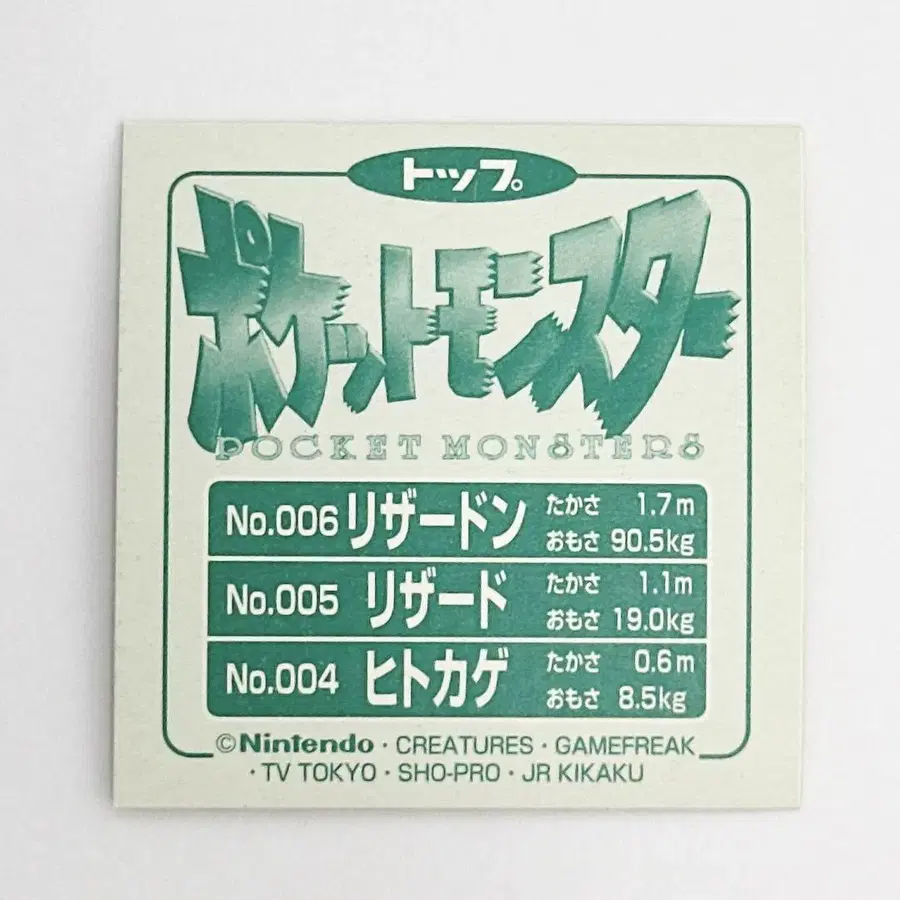 トップ。
ポケットモンスター
POCKET MONSTERS
No.006 リザードン たかさ 1.7m
おもさ 90.5kg
No.005 リザード たかさ 1.1m
おもさ 19.0kg
No.004 ヒトカゲ たかさ 0.6m
おもさ 8.5kg
©Nintendo・CREATURES・GAMEFREAK
・TV TOKYO・SHO-PRO・JR KIKAKU